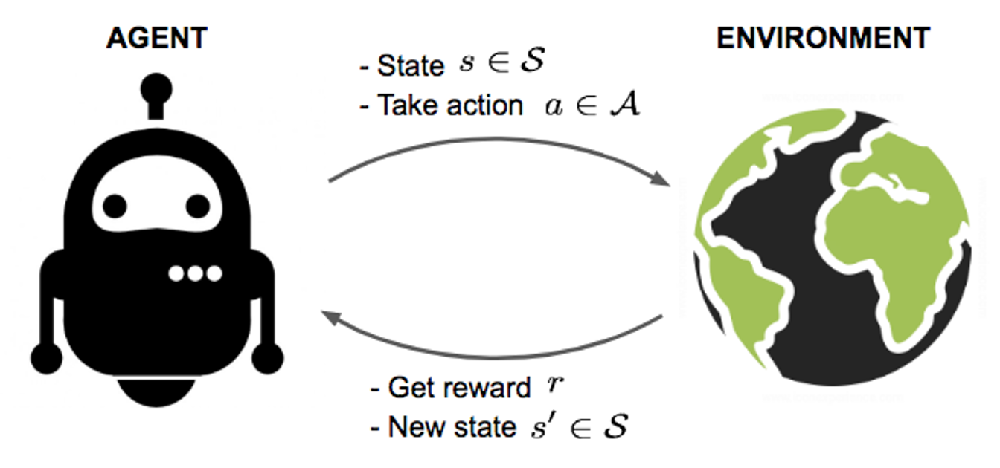 AGENT
ENVIRONMENT
- State s ∈ 𝒮
- Take action a ∈ 𝒜
- Get reward r
- New state s′ ∈ 𝒮